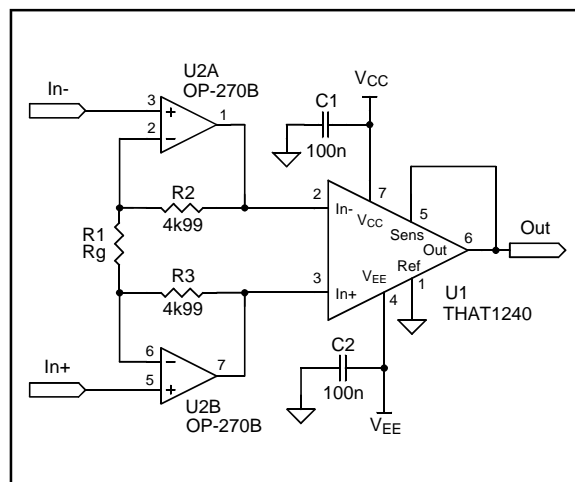 U2A
OP-270B
In-
3
+
1
2
−
C1
100n
VCC
R2
4k99
R1
Rg
R3
4k99
2
In-
VCC
7
5
Sens
Out
6
Out
3
In+
VEE
Ref
4
1
U1
THAT1240
6
−
7
5
+
In+
U2B
OP-270B
C2
100n
VEE